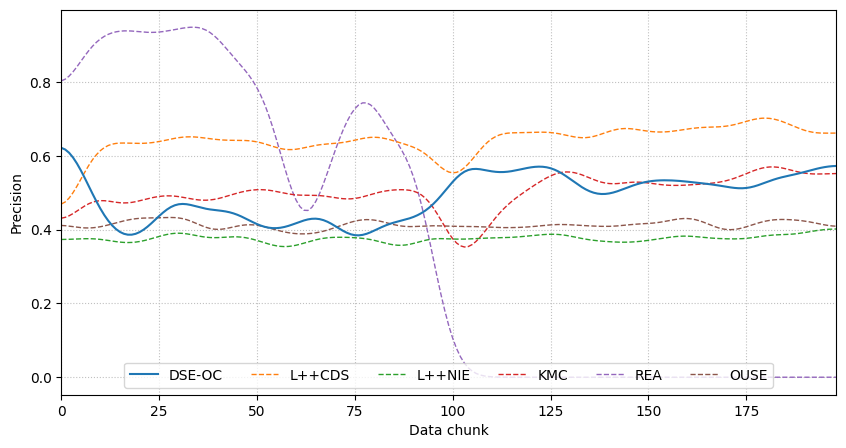 Precision
0.8
0.6
0.4
0.2
0.0
DSE-OC L++CDS L++NIE KMC REA OUSE
0 25 50 75 100 125 150 175
Data chunk